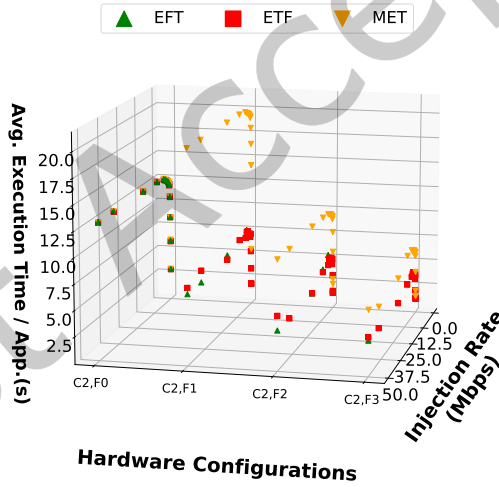 EFT ETF MET
Avg. Execution Time / App.(s)
20.0
17.5
15.0
12.5
10.0
7.5
5.0
2.5
C2,F0 C2,F1 C2,F2 C2,F3
0.0
12.5
25.0
37.5
50.0
Injection Rate
(Mbps)
Hardware Configurations
t Acce